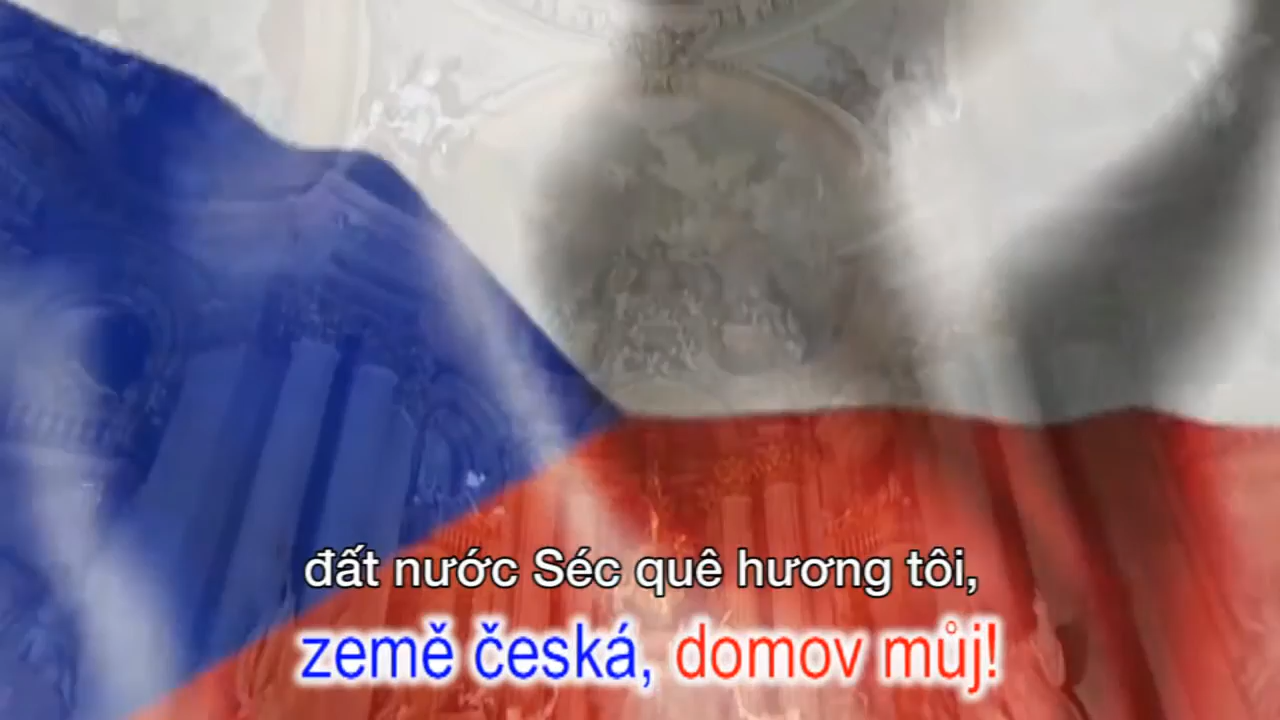 đất nước Séc quê hương tôi,
země česká, domov můj!